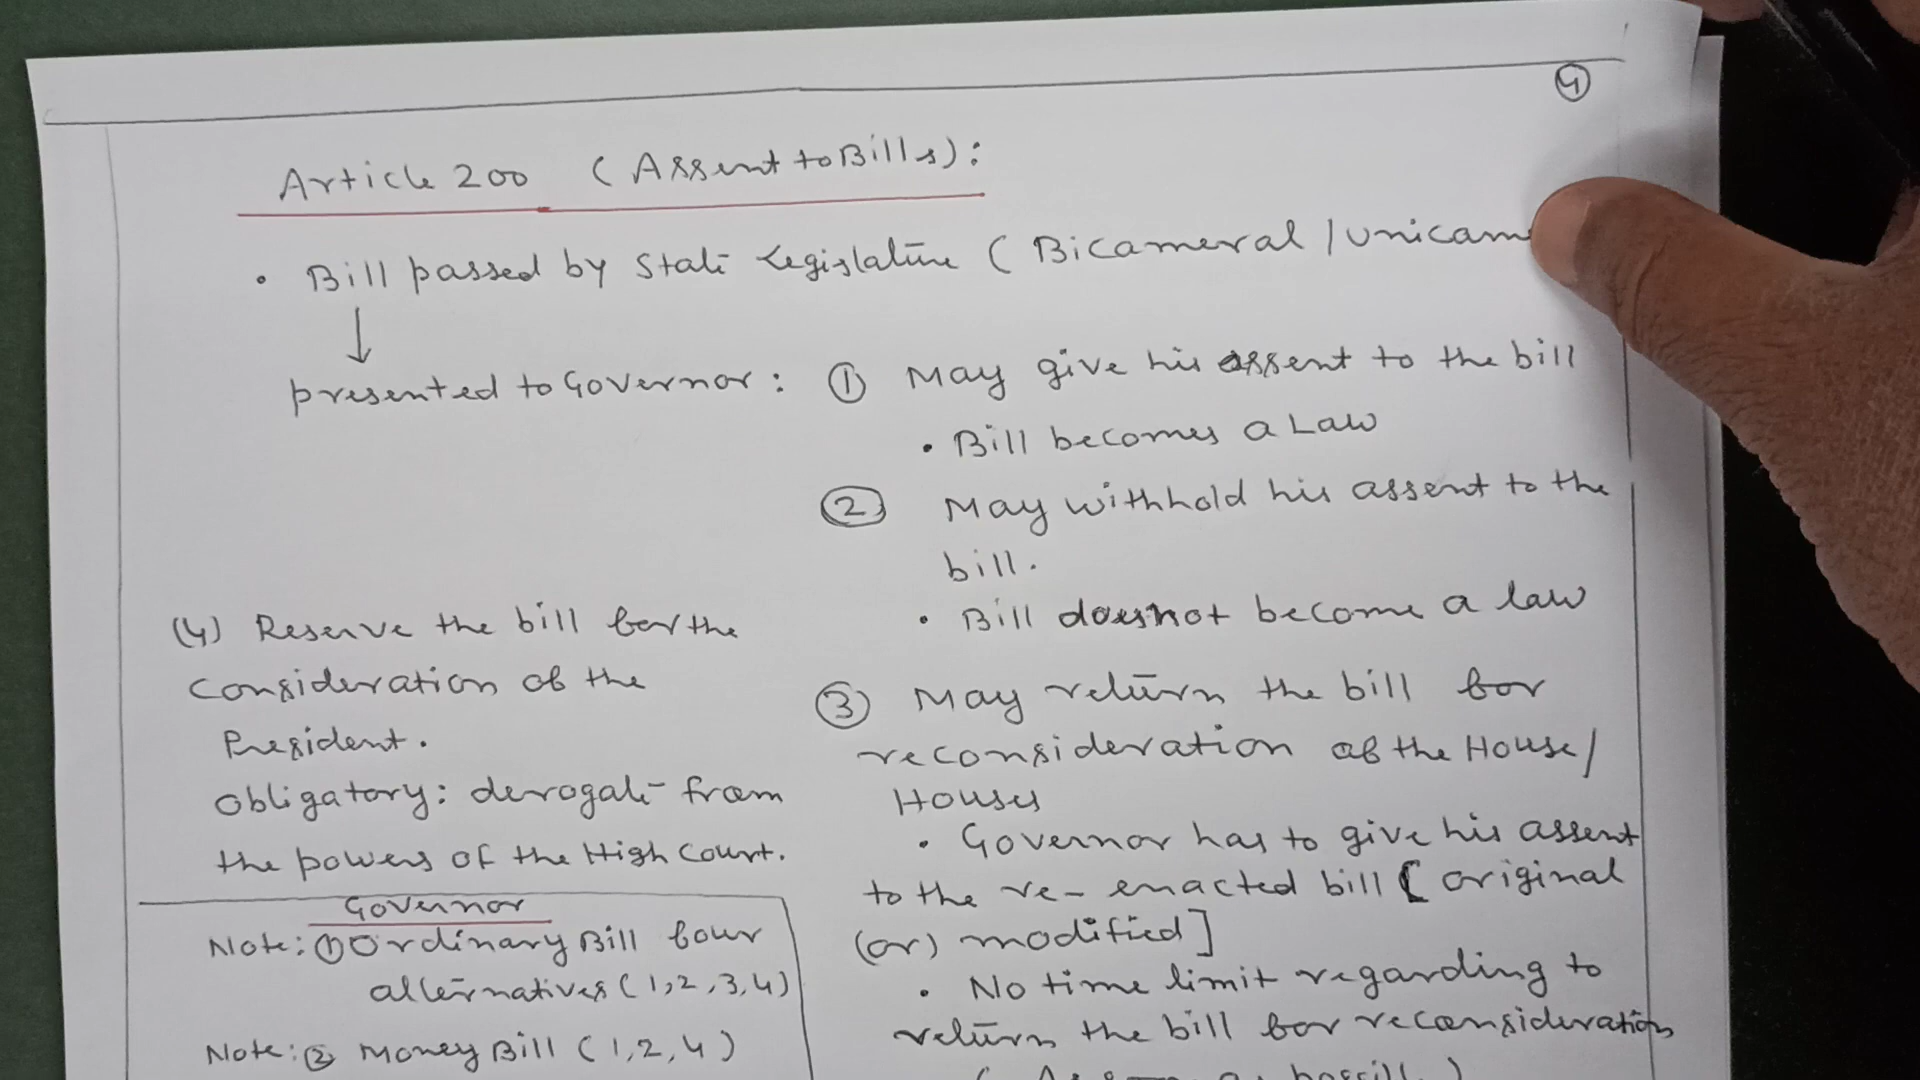 4
Article 200 (Assent to Bills):
• Bill passed by State Legislature (Bicameral / unicam
↓
presented to Governor: ① May give his assent to the bill
• Bill becomes a Law
② May withhold his assent to the
bill.
• Bill does not become a law
③ May return the bill for
reconsideration of the House/
Houses
• Governor has to give his assent
to the re-enacted bill [original
(or) modified]
• No time limit regarding to
return the bill for reconsideration
(4) Reserve the bill for the
consideration of the
President.
Obligatory: derogate from
the powers of the High Court.
Governor
Note: ① Ordinary Bill four
alternatives (1,2,3,4)
Note: ② Money Bill (1,2,4)